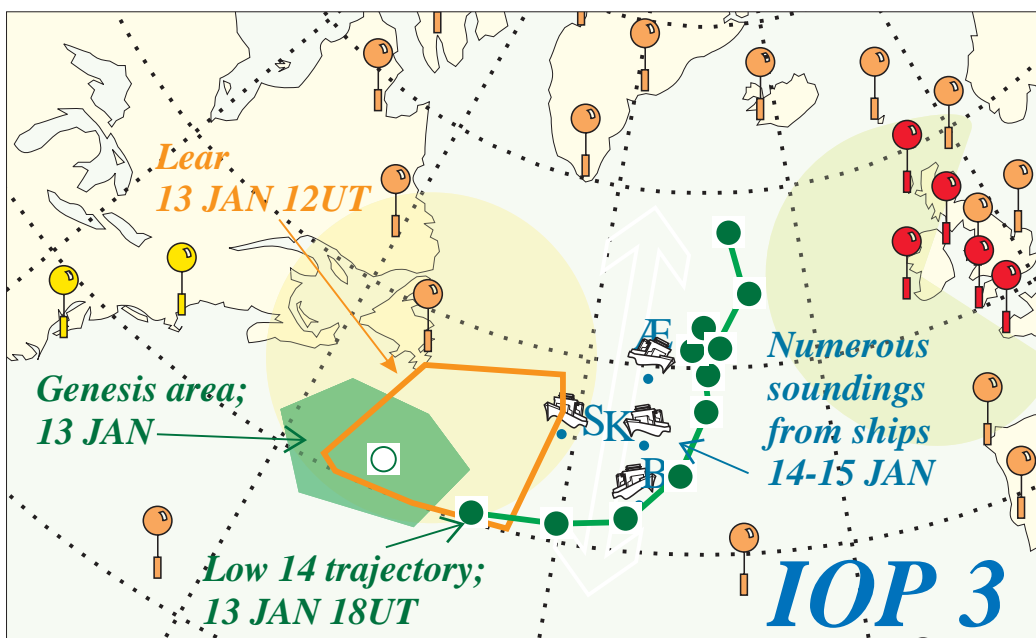 Lear
13 JAN 12UT
Genesis area;
13 JAN
Æ
SK
B
Numerous
soundings
from ships
14-15 JAN
Low 14 trajectory;
13 JAN 18UT
IOP 3